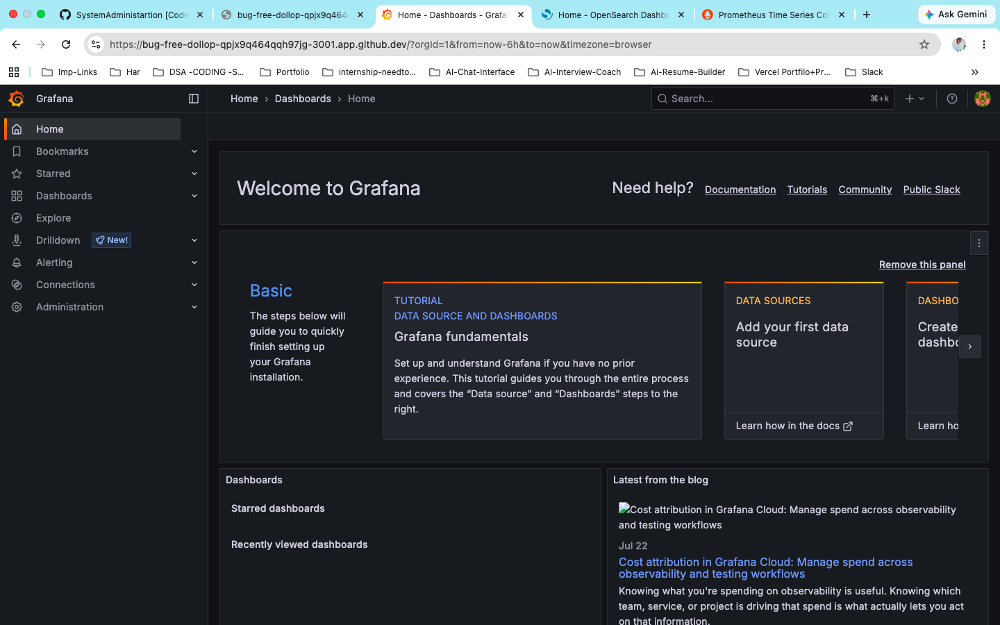 SystemAdministartion [Code
bug-free-dollop-qpjx9q464
Home - Dashboards - Grafan
Home - OpenSearch Dashbo
Prometheus Time Series Col
Ask Gemini
https://bug-free-dollop-qpjx9q464qqh97jg-3001.app.github.dev/?orgId=1&from=now-6h&to=now&timezone=browser
Imp-Links
Har
DSA -CODING -S...
Portfolio
internship-needto...
AI-Chat-Interface
AI-Interview-Coach
Ai-Resume-Builder
Vercel Portfilo+Pr...
Slack
Grafana
Home › Dashboards › Home
Search...
⌘+k
Home
Bookmarks
Starred
Dashboards
Explore
Drilldown New!
Alerting
Connections
Administration
Welcome to Grafana
Need help?
Documentation
Tutorials
Community
Public Slack
Remove this panel
Basic
The steps below will
guide you to quickly
finish setting up
your Grafana
installation.
TUTORIAL
DATA SOURCE AND DASHBOARDS
Grafana fundamentals
Set up and understand Grafana if you have no prior
experience. This tutorial guides you through the entire process
and covers the “Data source” and “Dashboards” steps to the
right.
DATA SOURCES
Add your first data
source
Learn how in the docs
DASHBO
Create
dashbo
Learn ho
Dashboards
Starred dashboards
Recently viewed dashboards
Latest from the blog
Cost attribution in Grafana Cloud: Manage spend across observability
and testing workflows
Jul 22
Cost attribution in Grafana Cloud: Manage spend across
observability and testing workflows
Knowing what you're spending on observability is useful. Knowing which
team, service, or project is driving that spend is what actually lets you act
on that information.